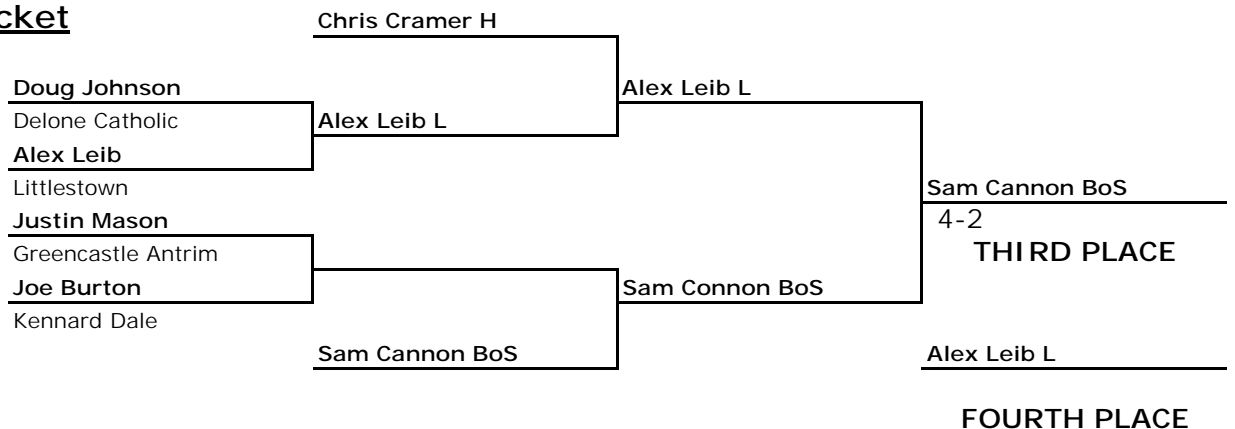 cket
Chris Cramer H
Doug Johnson
Alex Leib L
Delone Catholic
Alex Leib L
Alex Leib
Littlestown
Sam Cannon BoS
Justin Mason
4-2
Greencastle Antrim
THIRD PLACE
Joe Burton
Sam Connon BoS
Kennard Dale
Sam Cannon BoS
Alex Leib L
FOURTH PLACE